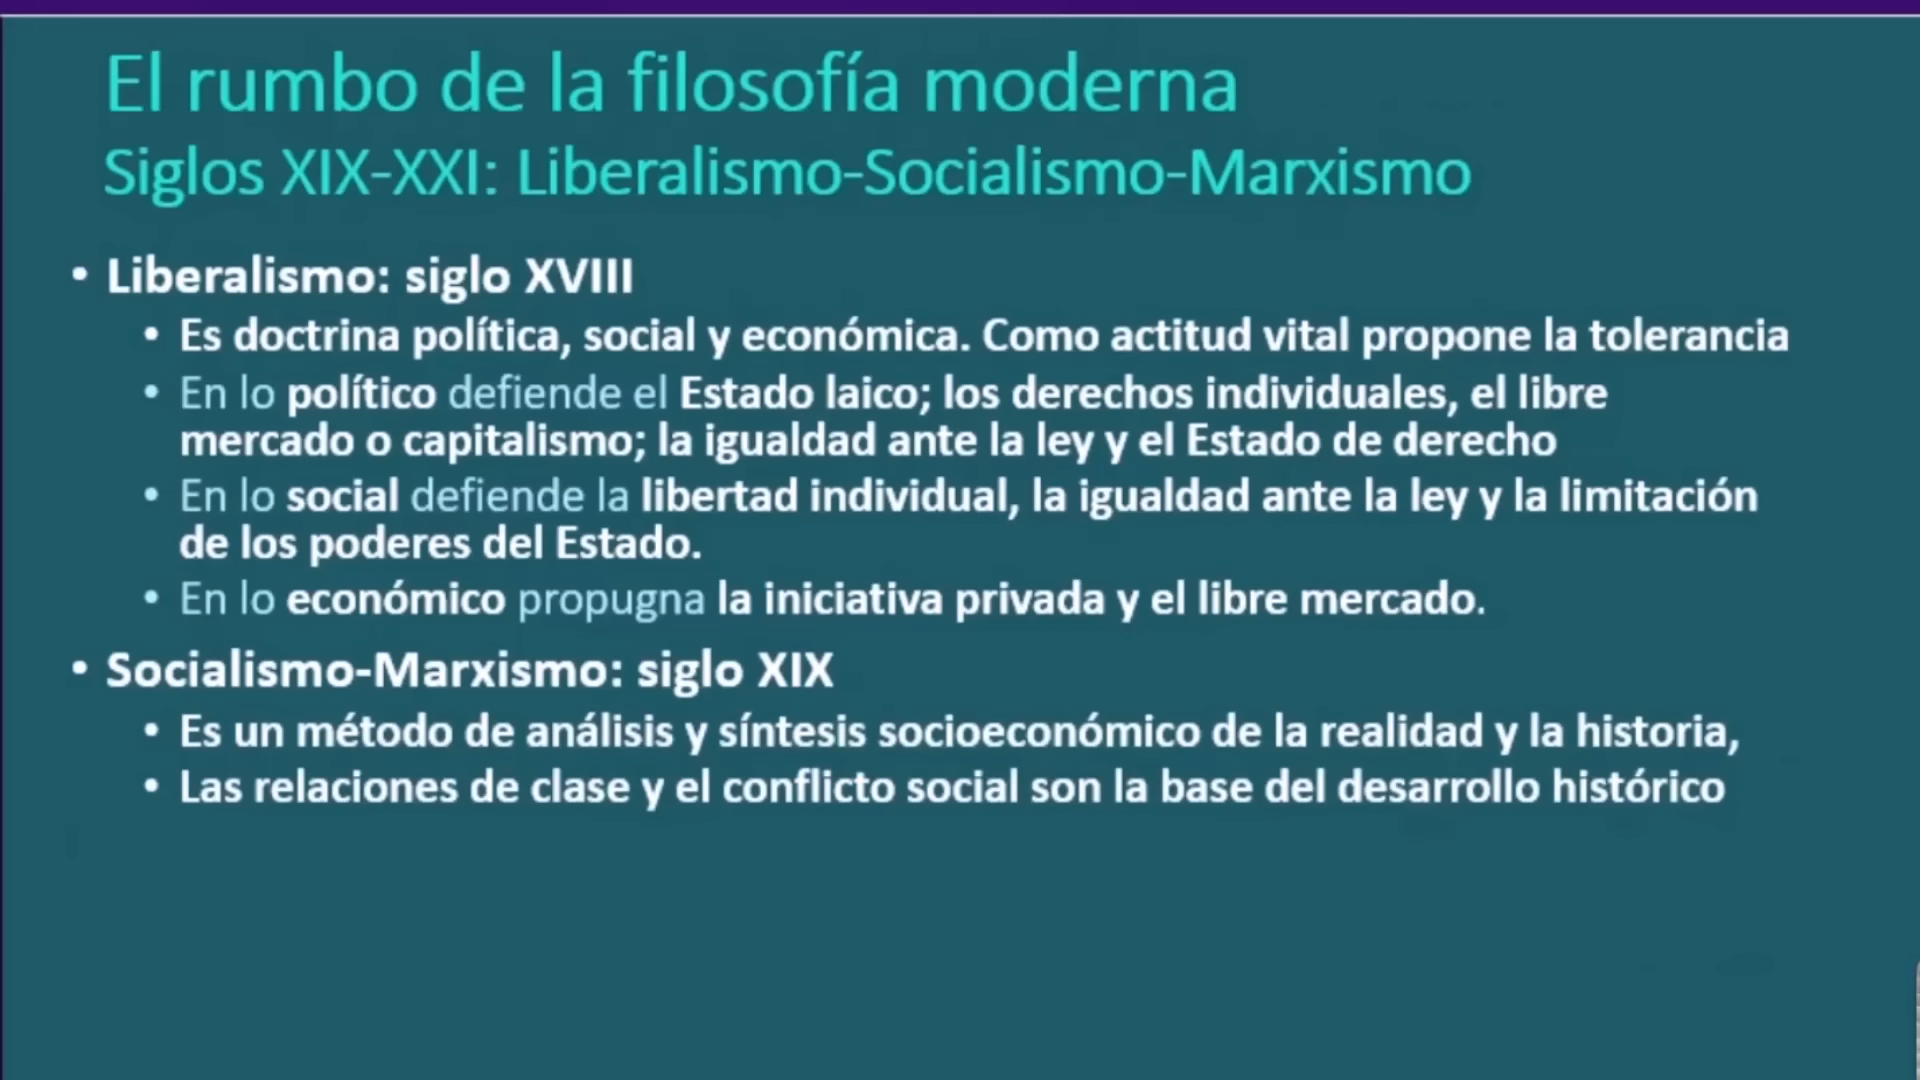 El rumbo de la filosofía moderna
Siglos XIX-XXI: Liberalismo-Socialismo-Marxismo
• Liberalismo: siglo XVIII
• Es doctrina política, social y económica. Como actitud vital propone la tolerancia
• En lo político defiende el Estado laico; los derechos individuales, el libre
mercado o capitalismo; la igualdad ante la ley y el Estado de derecho
• En lo social defiende la libertad individual, la igualdad ante la ley y la limitación
de los poderes del Estado.
• En lo económico propugna la iniciativa privada y el libre mercado.
• Socialismo-Marxismo: siglo XIX
• Es un método de análisis y síntesis socioeconómico de la realidad y la historia,
• Las relaciones de clase y el conflicto social son la base del desarrollo histórico